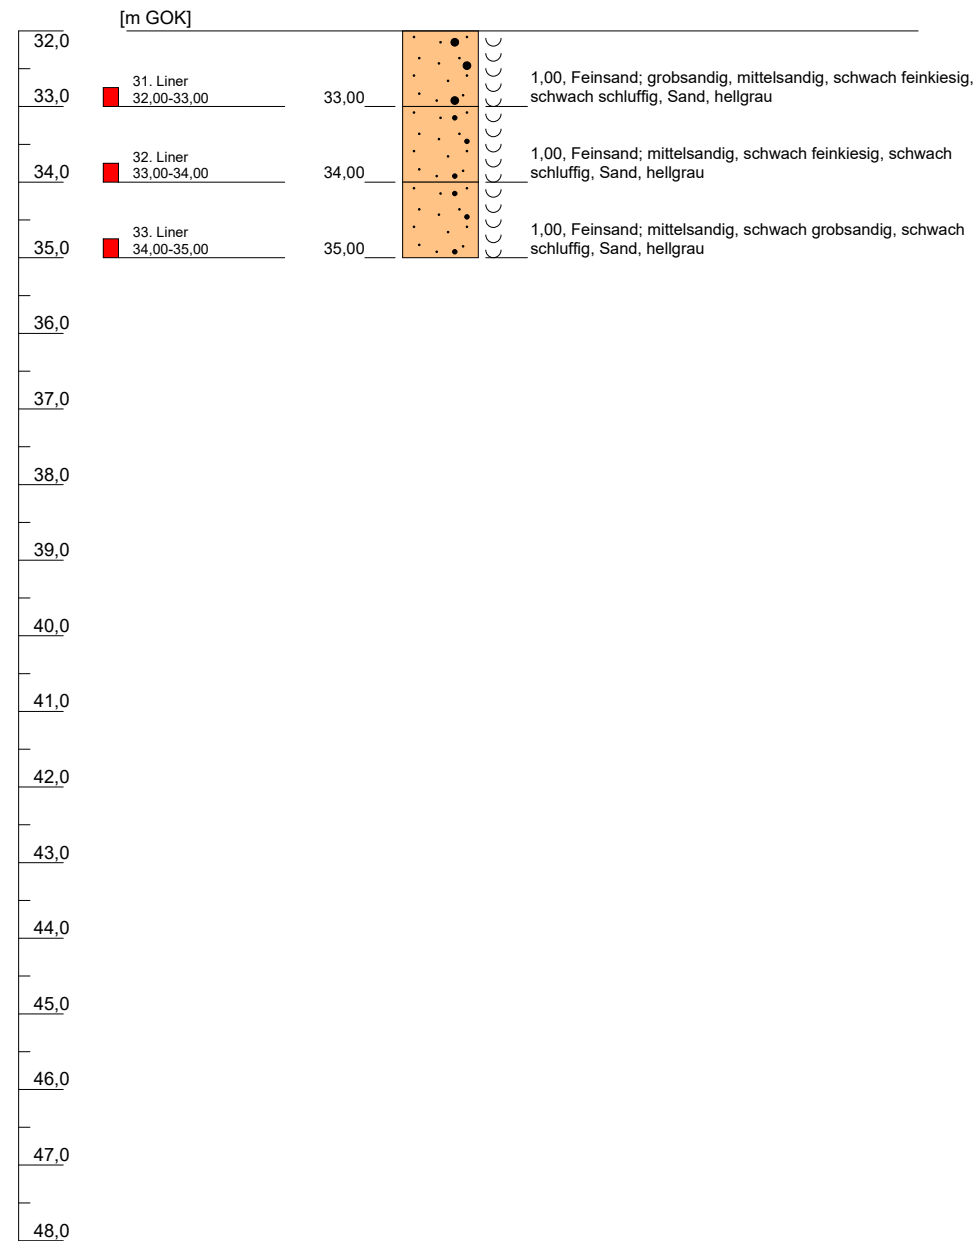 [m GOK]
32,0
31. Liner
32,00-33,00
33,0
33,00
1,00, Feinsand; grobsandig, mittelsandig, schwach feinkiesig,
schwach schluffig, Sand, hellgrau
32. Liner
33,00-34,00
34,0
34,00
1,00, Feinsand; mittelsandig, schwach feinkiesig, schwach
schluffig, Sand, hellgrau
33. Liner
34,00-35,00
35,0
35,00
1,00, Feinsand; mittelsandig, schwach grobsandig, schwach
schluffig, Sand, hellgrau
36,0
37,0
38,0
39,0
40,0
41,0
42,0
43,0
44,0
45,0
46,0
47,0
48,0